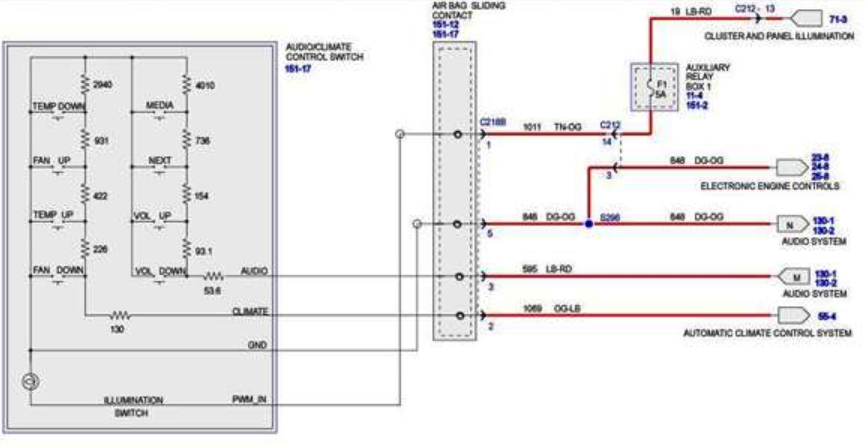 AIR BAG SLIDING
CONTACT
151-12
151-17
19 LB-RD
C212 13
71-3
CLUSTER AND PANEL ILLUMINATION
AUDIO/CLIMATE
CONTROL SWITCH
151-17
F1
5A
AUXILIARY
RELAY
BOX 1
11-4
151-2
2940
4010
TEMP DOWN
MEDIA
C218B
1
1011 TN-OG
C212
14
931
736
FAN UP
NEXT
3
848 DG-OG
23-8
24-8
25-8
ELECTRONIC ENGINE CONTROLS
422
154
TEMP UP
VOL UP
5
848 DG-OG
S296
848 DG-OG
N
130-1
130-2
AUDIO SYSTEM
226
93.1
FAN DOWN
VOL DOWN
53.6
AUDIO
3
595 LB-RD
M
130-1
130-2
AUDIO SYSTEM
130
CLIMATE
2
1069 OG-LB
55-4
AUTOMATIC CLIMATE CONTROL SYSTEM
GND
ILLUMINATION
SWITCH
PWM_IN